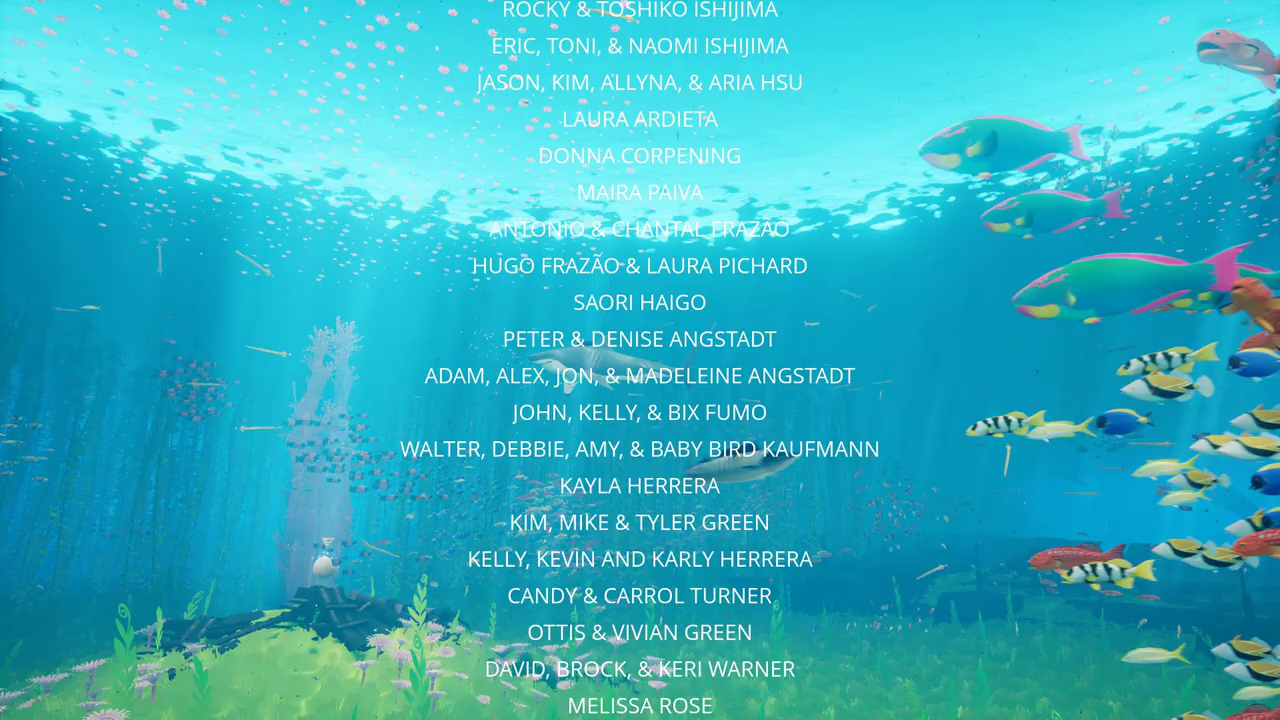 ROCKY & TOSHIKO ISHIJIMA
ERIC, TONI, & NAOMI ISHIJIMA
JASON, KIM, ALLYNA, & ARIA HSU
LAURA ARDIETA
DONNA CORPENING
MAIRA PAIVA
ANTONIO & CHANTAL FRAZÃO
HUGO FRAZÃO & LAURA PICHARD
SAORI HAIGO
PETER & DENISE ANGSTADT
ADAM, ALEX, JON, & MADELEINE ANGSTADT
JOHN, KELLY, & BIX FUMO
WALTER, DEBBIE, AMY, & BABY BIRD KAUFMANN
KAYLA HERRERA
KIM, MIKE & TYLER GREEN
KELLY, KEVIN AND KARLY HERRERA
CANDY & CARROL TURNER
OTTIS & VIVIAN GREEN
DAVID, BROCK, & KERI WARNER
MELISSA ROSE